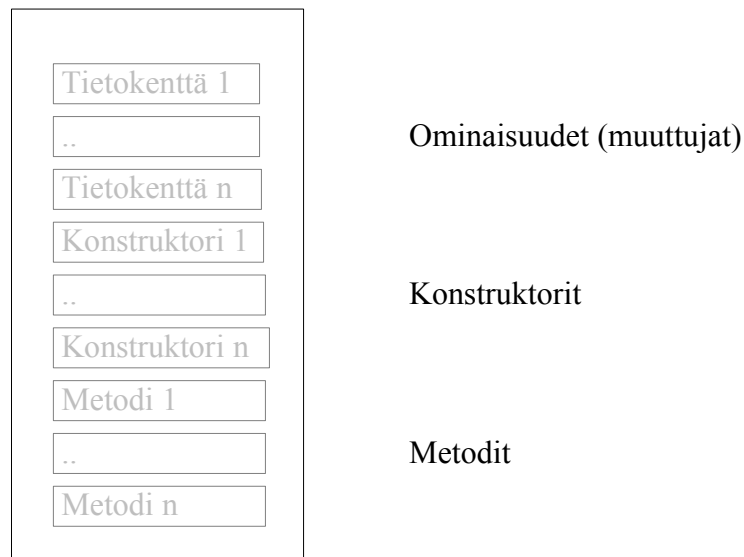 Tietokenttä 1
.. Ominaisuudet (muuttujat)
Tietokenttä n
Konstruktori 1
.. Konstruktorit
Konstruktori n
Metodi 1
.. Metodit
Metodi n